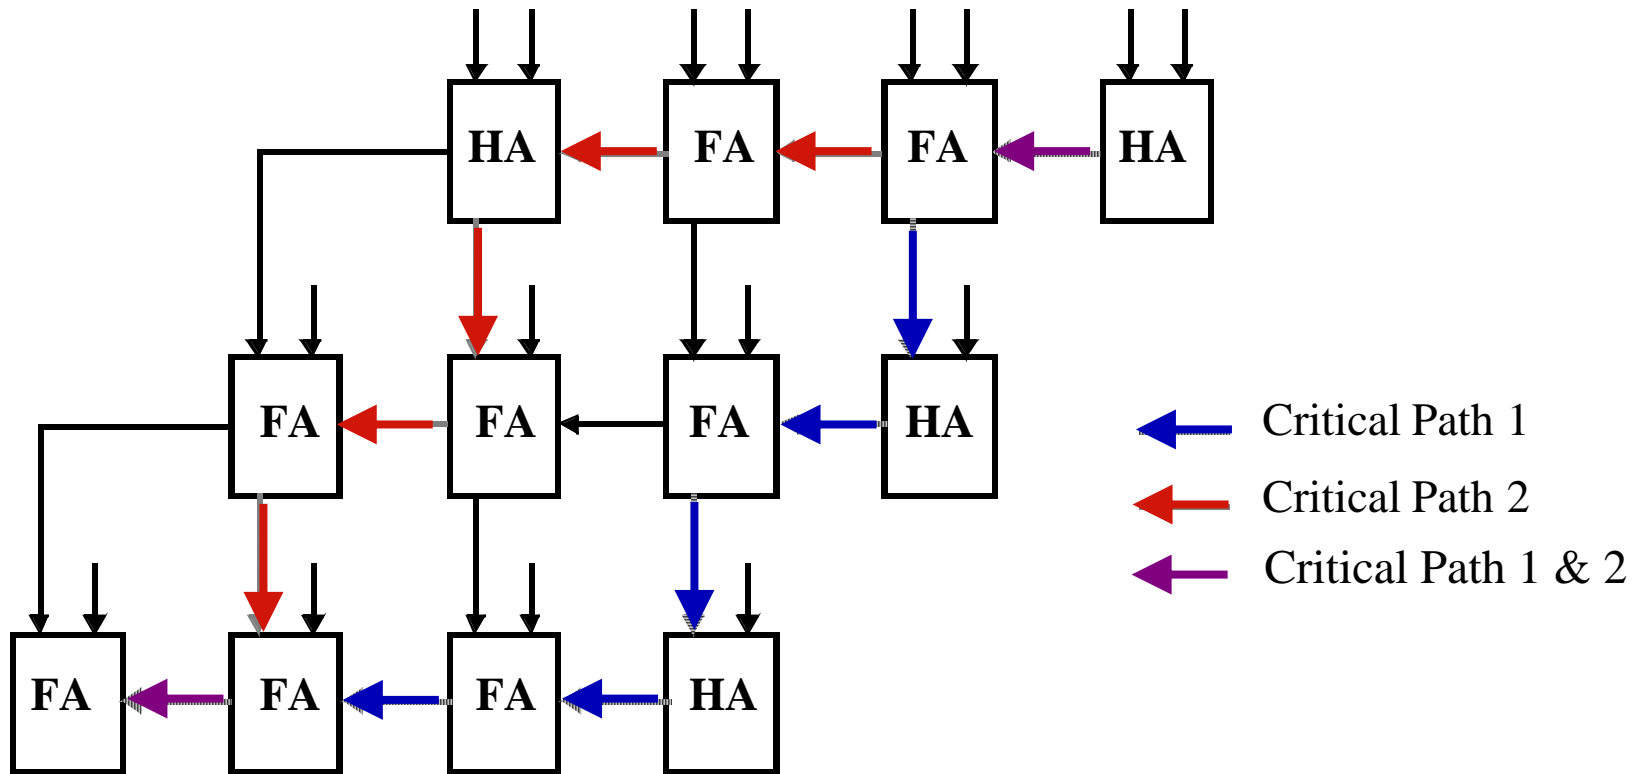 HA FA FA HA
FA FA FA HA
Critical Path 1
Critical Path 2
Critical Path 1 & 2
FA FA FA HA